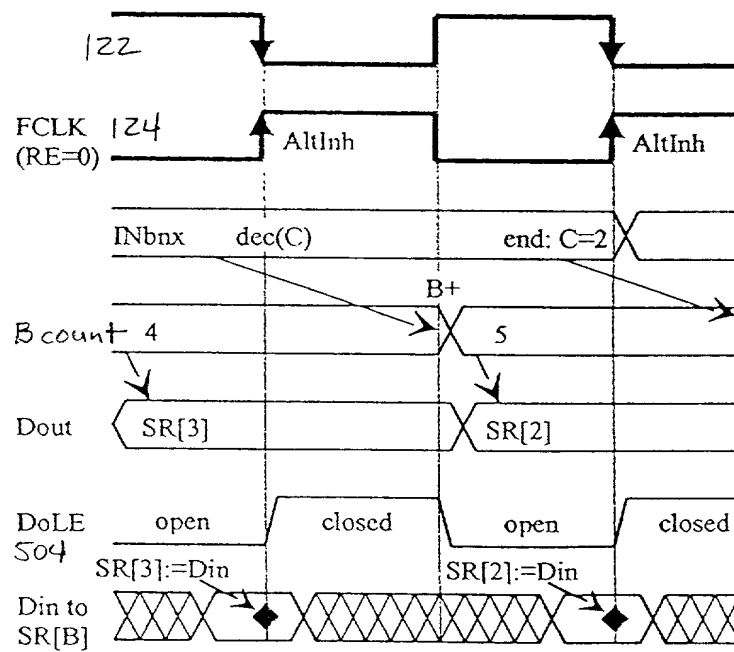 122
FCLK 124
(RE=0)
AltInh
AltInh
INbnx dec(C) end: C=2
B+
B count 4 5
Dout SR[3] SR[2]
DoLE open closed open closed
504
SR[3]:=Din SR[2]:=Din
Din to
SR[B]